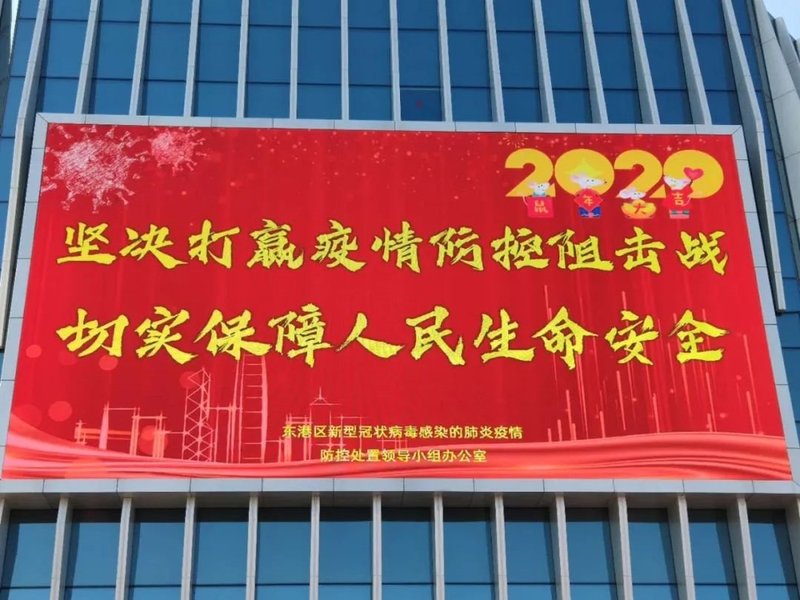 2020
鼠年大吉
坚决打赢疫情防控阻击战
切实保障人民生命安全
东港区新型冠状病毒感染的肺炎疫情
防控处置领导小组办公室